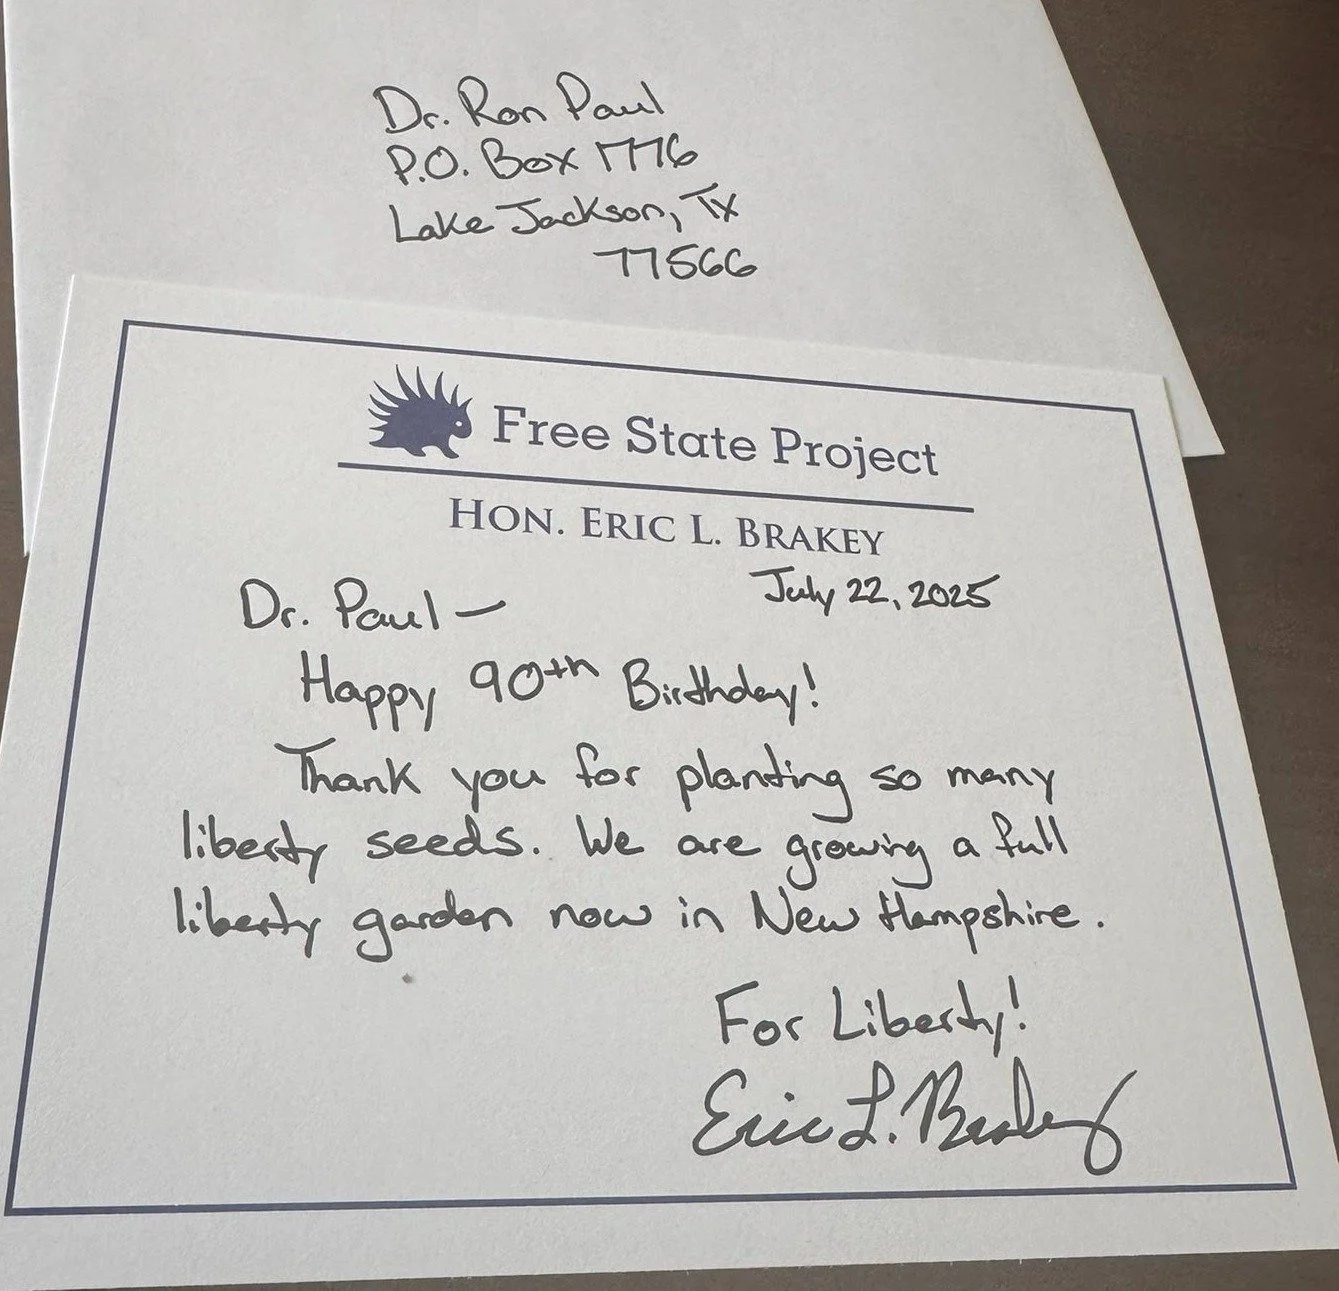 Dr. Ron Paul
P.O. Box 1776
Lake Jackson, TX
77566
Free State Project
HON. ERIC L. BRAKEY
July 22, 2025
Dr. Paul —
Happy 90th Birthday!
Thank you for planting so many
liberty seeds. We are growing a full
liberty garden now in New Hampshire.
For Liberty!
Eric L. Brakey